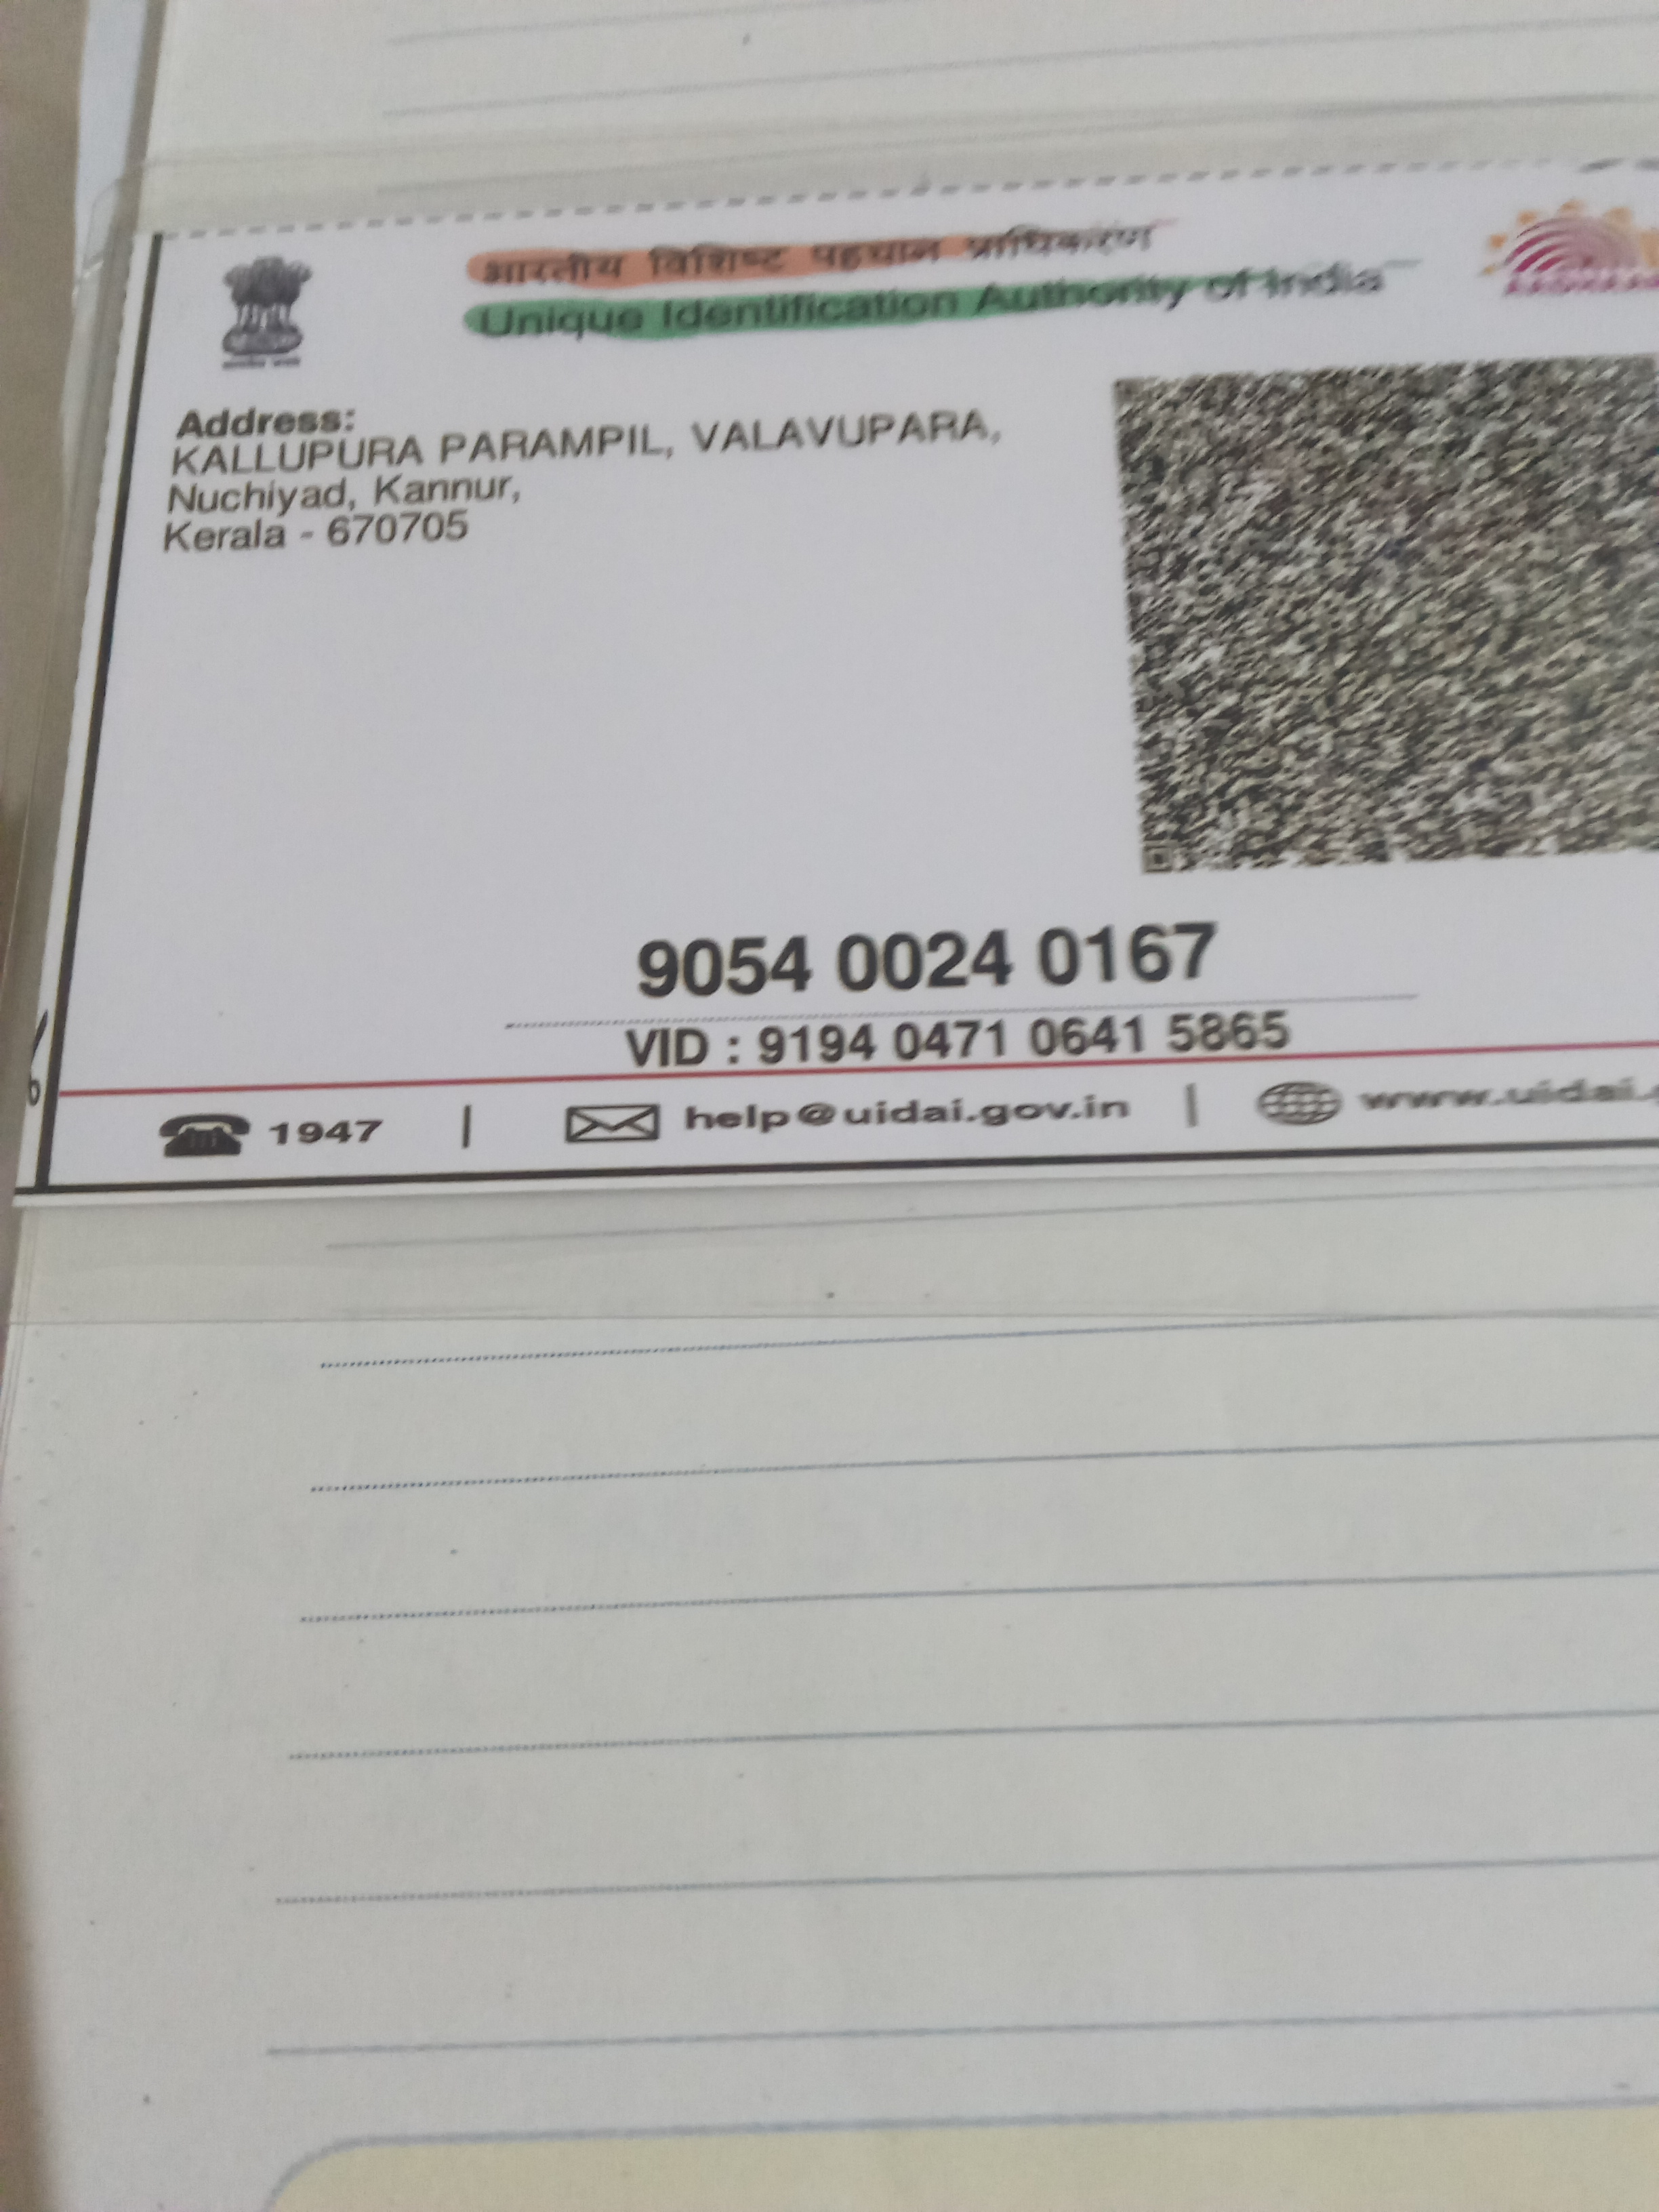 भारतीय विशिष्ट पहचान प्राधिकरण
Unique Identification Authority of India
Address:
KALLUPURA PARAMPIL, VALAVUPARA,
Nuchiyad, Kannur,
Kerala - 670705
9054 0024 0167
VID : 9194 0471 0641 5865
1947 | help@uidai.gov.in | www.uidai.